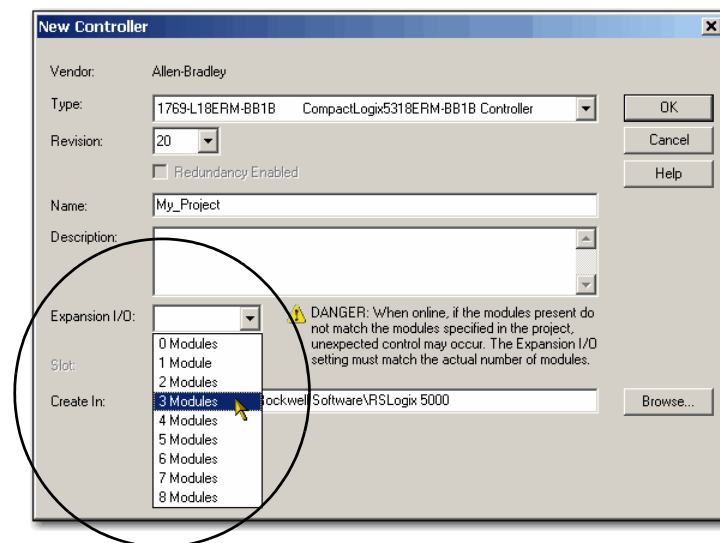 New Controller
Vendor: Allen-Bradley
Type: 1769-L18ERM-BB1B CompactLogix5318ERM-BB1B Controller
OK
Revision: 20
Cancel
Redundancy Enabled
Help
Name: My_Project
Description:
Expansion I/O:
DANGER: When online, if the modules present do
not match the modules specified in the project,
unexpected control may occur. The Expansion I/O
setting must match the actual number of modules.
0 Modules
1 Module
2 Modules
3 Modules
4 Modules
5 Modules
6 Modules
7 Modules
8 Modules
Slot:
Create In: Software\RSLogix 5000
Browse...